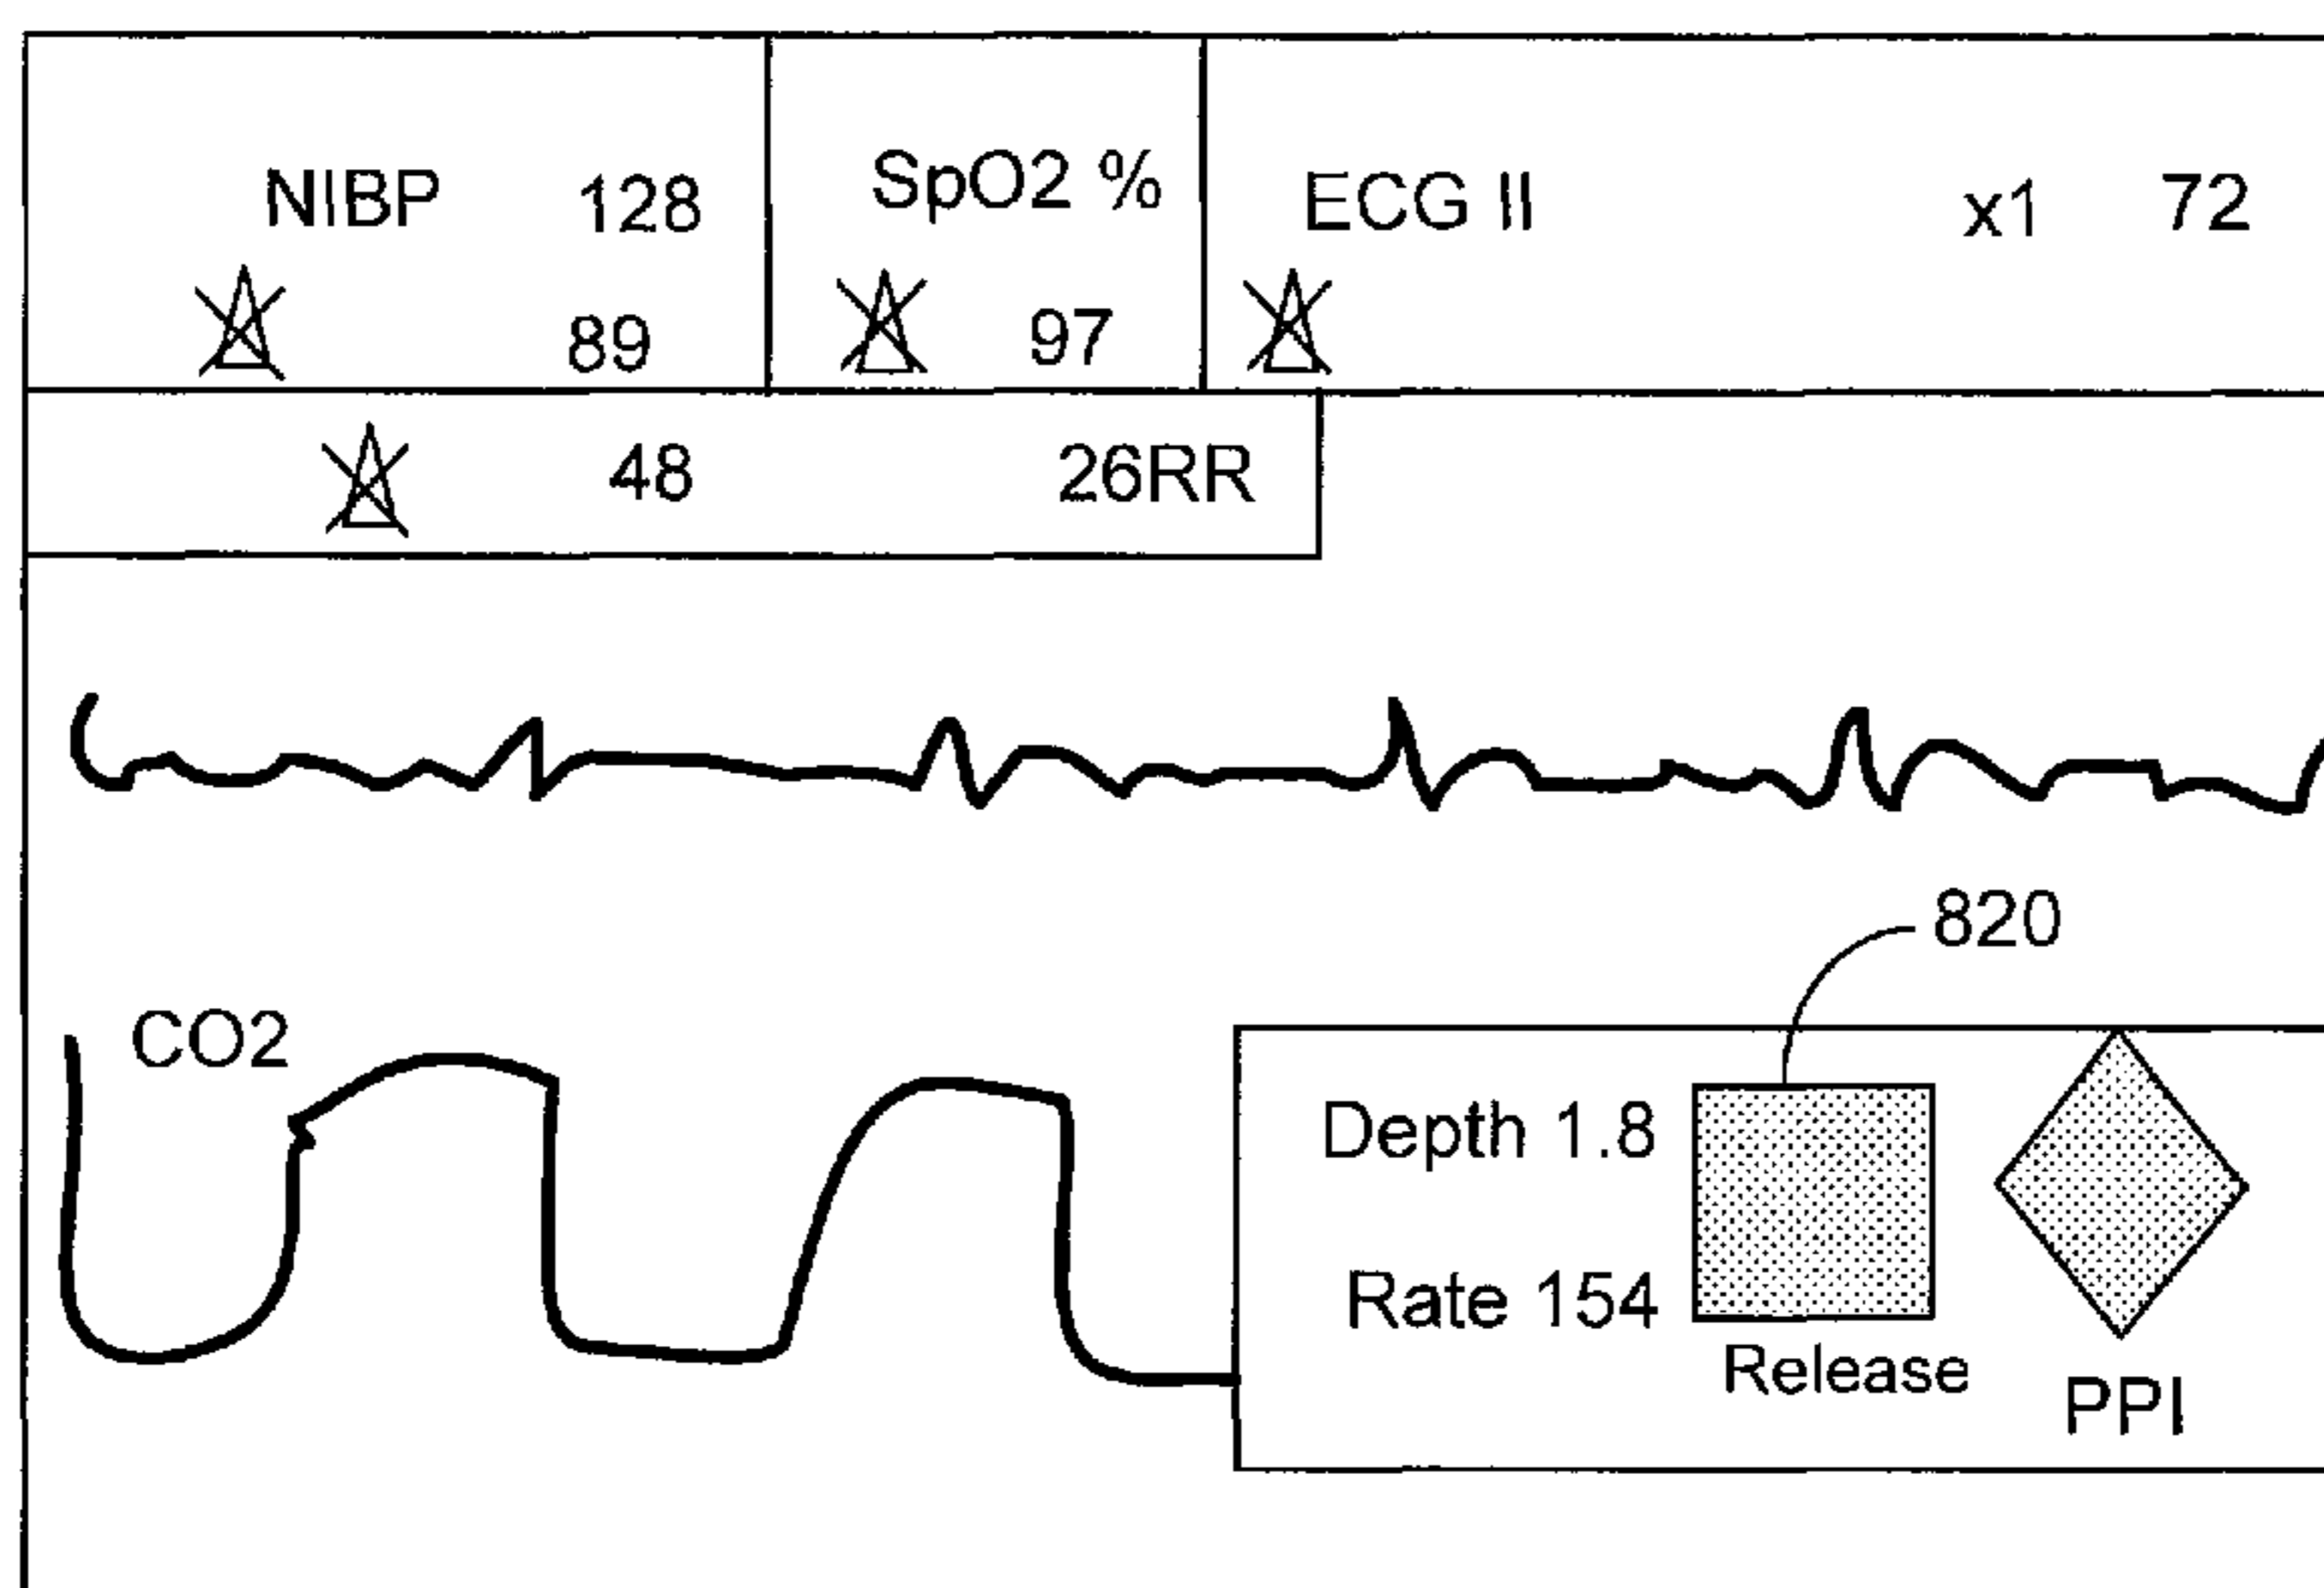 NIBP 128 SpO2 % ECG II x1 72
89 97
48 26RR
820
CO2
Depth 1.8
Rate 154
Release
PPI